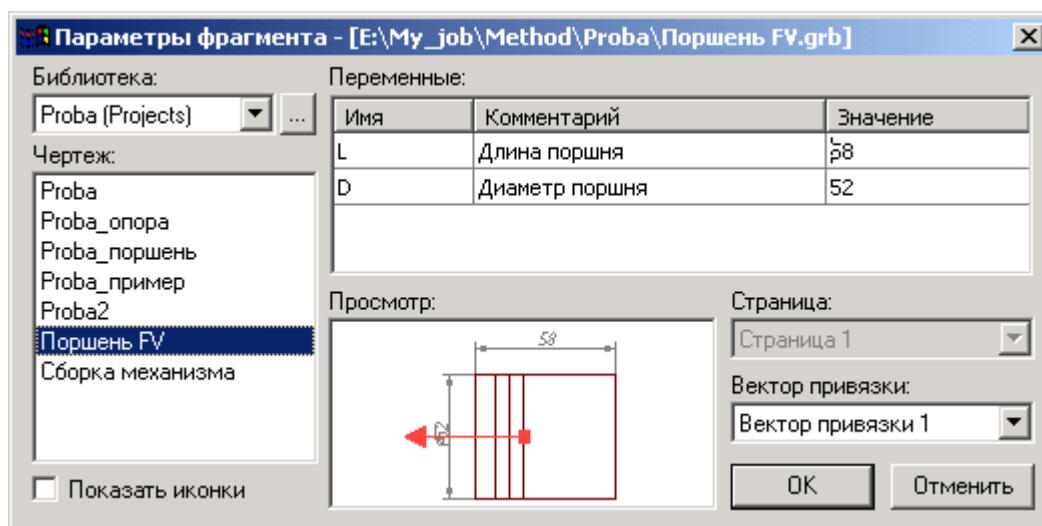 Параметры фрагмента - [E:\My_job\Method\Proba\Поршень FV.grb]
Библиотека:
Proba (Projects)
...
Чертеж:
Proba
Proba_опора
Proba_поршень
Proba_пример
Proba2
Поршень FV
Сборка механизма
Показать иконки
Переменные:
Имя Комментарий Значение
L Длина поршня 58
D Диаметр поршня 52
Просмотр:
58
Страница:
Страница 1
Вектор привязки:
Вектор привязки 1
OK Отменить